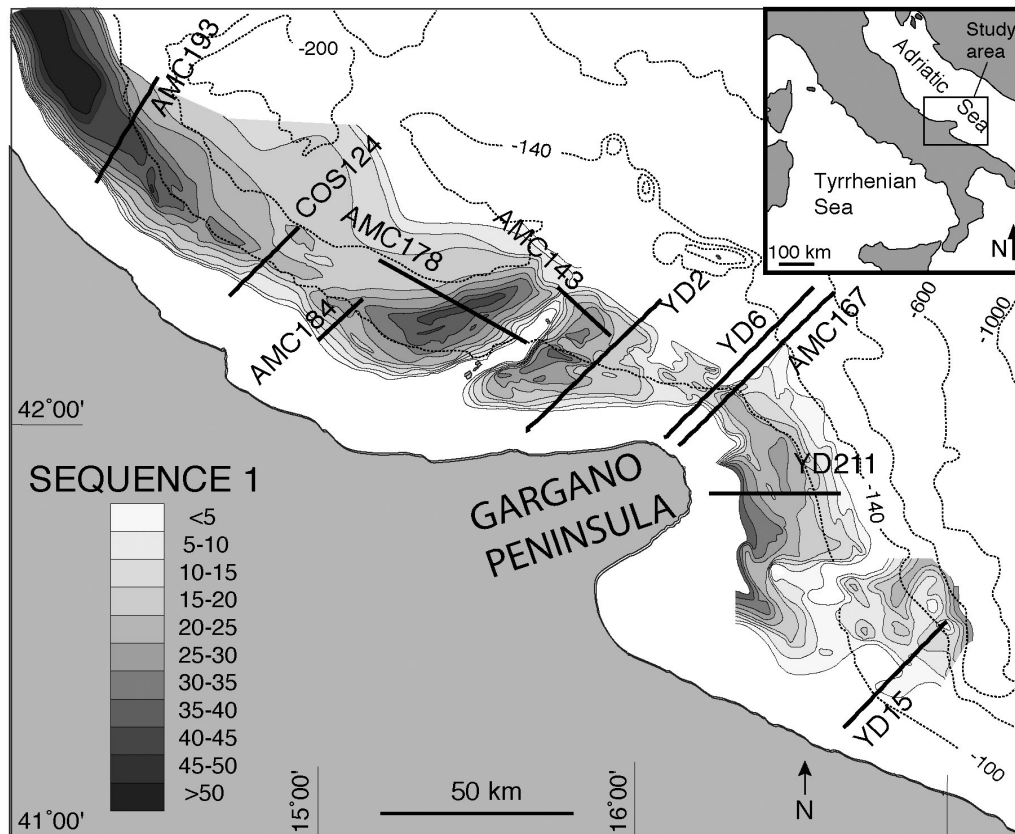 AMC193
-200
COS124
AMC178
-140
AMC143
AMC184
YD2
YD6
AMC167
-600
-1000
Study
area
Adriatic
Sea
Tyrrhenian
Sea
100 km
N
42°00'
SEQUENCE 1
<5
5-10
10-15
15-20
20-25
25-30
30-35
35-40
40-45
45-50
>50
GARGANO
PENINSULA
YD211
-140
YD15
-100
50 km
N
15°00'
16°00'
41°00'